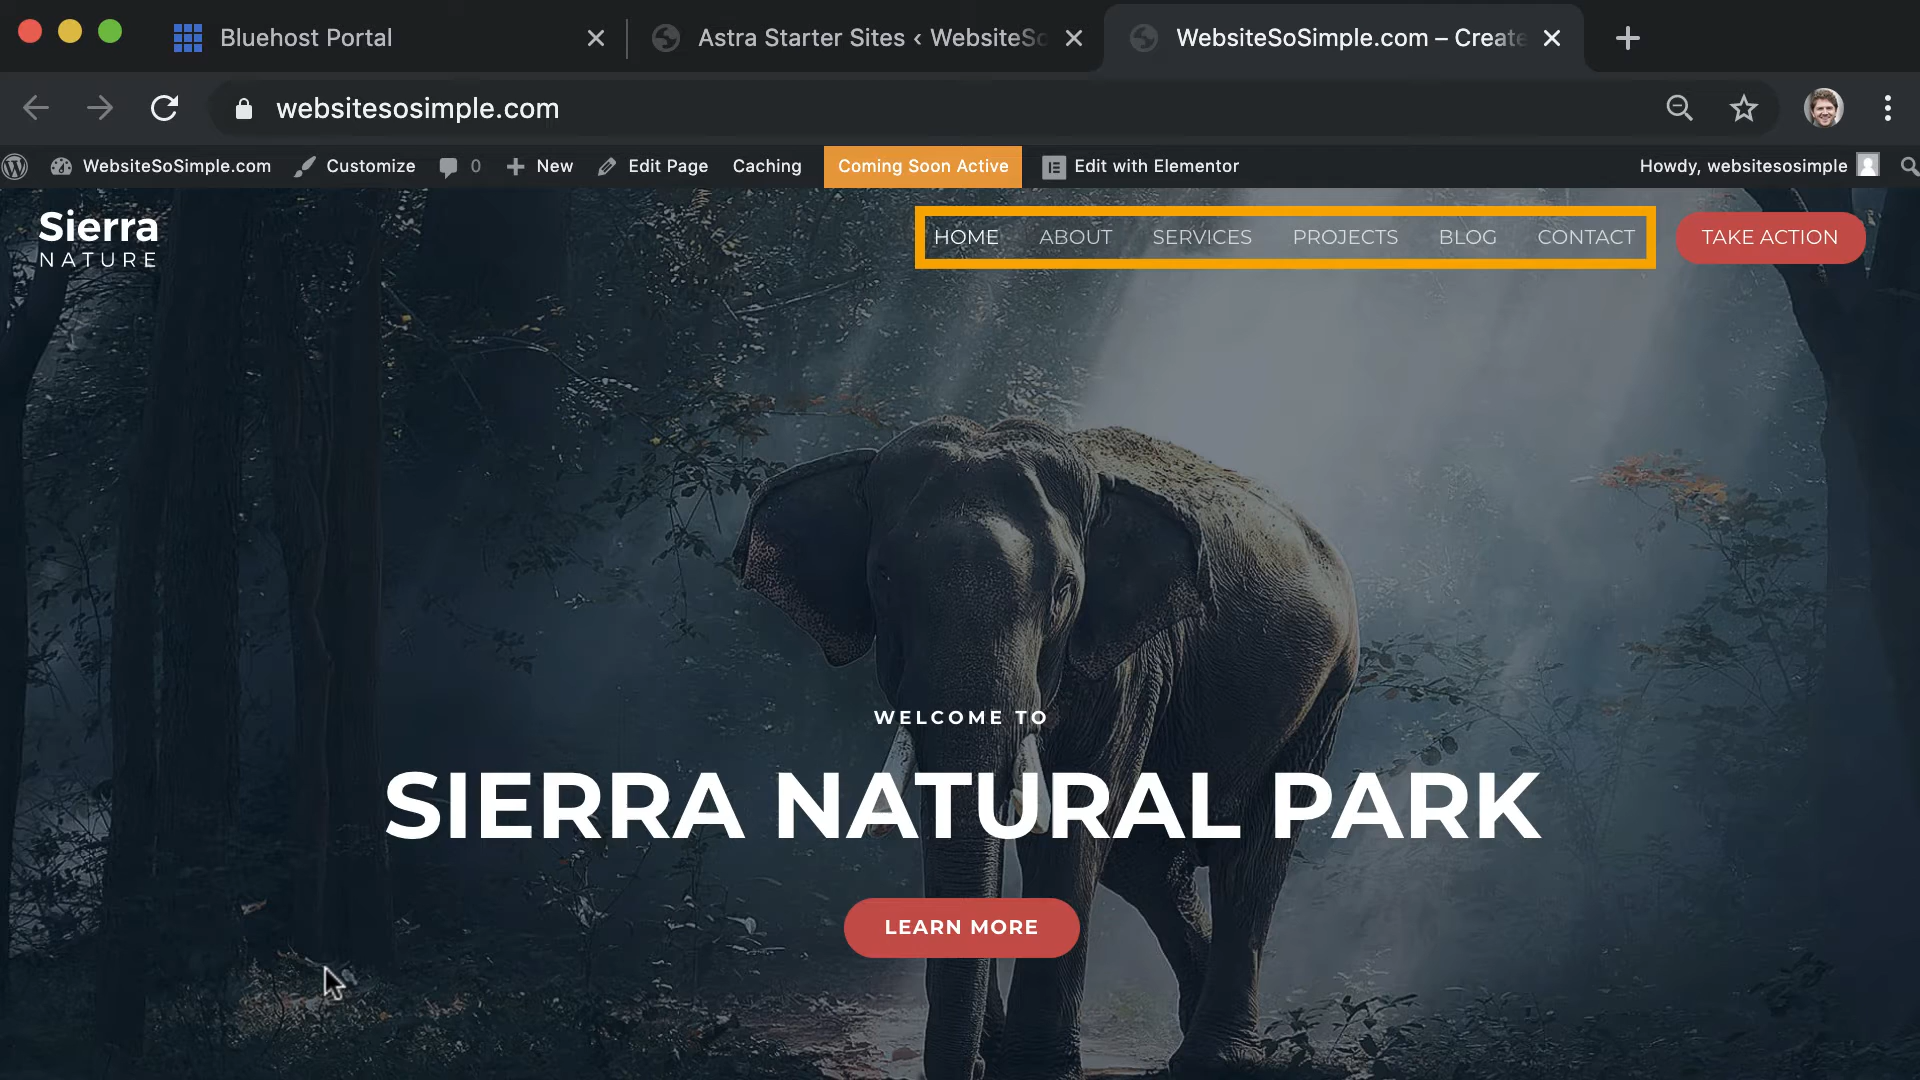 Bluehost Portal
Astra Starter Sites ‹ WebsiteSo
WebsiteSoSimple.com – Create
websitesosimple.com
WebsiteSoSimple.com Customize 0 New Edit Page Caching Coming Soon Active Edit with Elementor Howdy, websitesosimple
Sierra
NATURE
HOME ABOUT SERVICES PROJECTS BLOG CONTACT TAKE ACTION
WELCOME TO
SIERRA NATURAL PARK
LEARN MORE